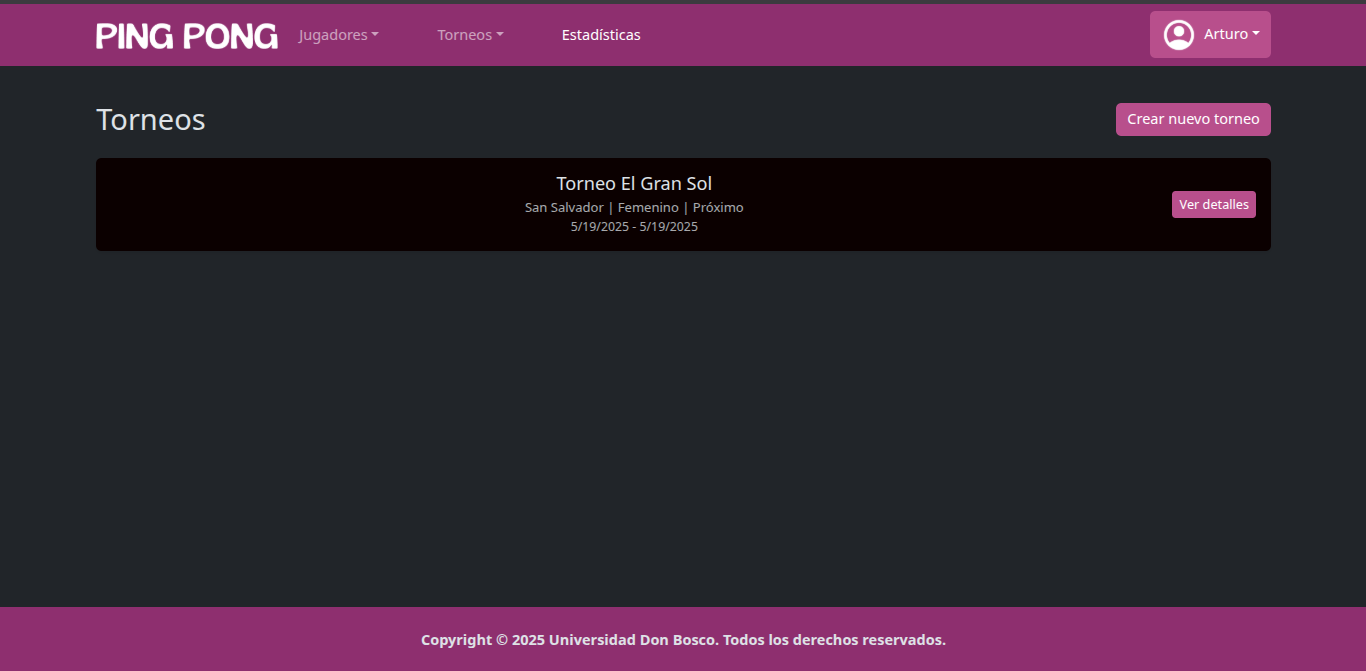 PING PONG Jugadores Torneos Estadísticas Arturo
Torneos Crear nuevo torneo
Torneo El Gran Sol
San Salvador | Femenino | Próximo
5/19/2025 - 5/19/2025
Ver detalles
Copyright © 2025 Universidad Don Bosco. Todos los derechos reservados.